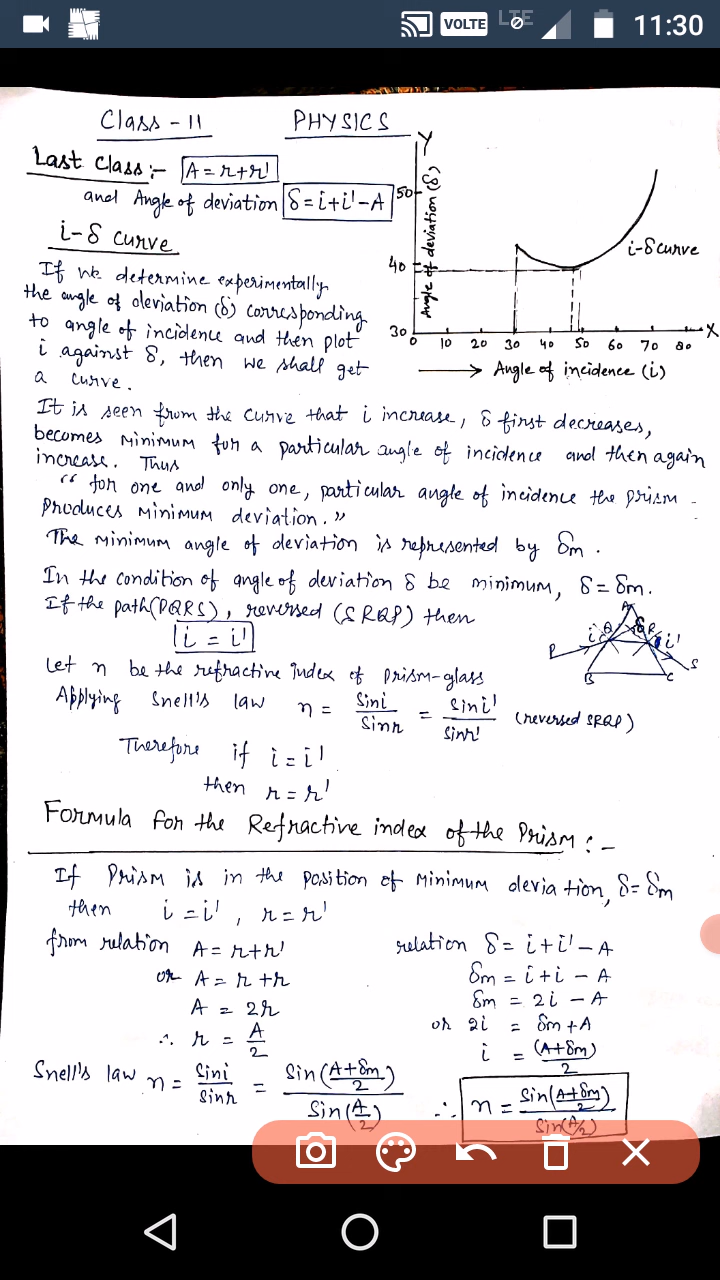 VOLTE LTE 11:30
Class - 11 PHYSICS
Last class :- A = r+r'
and Angle of deviation δ = i+i'-A
i-δ curve
If we determine experimentally
the angle of deviation (δ) corresponding
to angle of incidence and then plot
i against δ, then we shall get
a curve.
Y
Angle of deviation (δ)
50
40
30
i-δ curve
0 10 20 30 40 50 60 70 80 X
→ Angle of incidence (i)
It is seen from the curve that i increase, δ first decreases,
becomes minimum for a particular angle of incidence and then again
increase. Thus
“ for one and only one, particular angle of incidence the prism -
Produces Minimum deviation.”
The minimum angle of deviation is represented by δm .
In the condition of angle of deviation δ be minimum, δ = δm.
If the path(PQRS), reversed (SRQP) then
i = i'
A
i Q δ R i'
P S
B C
Let n be the refractive index of prism-glass
Applying Snell's law n = Sini/Sinr = Sini'/Sinr' (reversed SRQP)
Therefore if i = i'
then r = r'
Formula for the Refractive index of the Prism :-
If Prism is in the position of minimum devia tion, δ= δm
then i = i' , r = r'
from relation A = r+r'
or A = r +r
A = 2r
∴ r = A/2
relation δ = i+i'-A
δm = i+i - A
δm = 2i - A
or 2i = δm +A
i = (A+δm)/2
Snell's law n = Sini/Sinr = Sin(A+δm/2)/Sin(A/2) ∴ n = Sin(A+δm/2)/Sin(A/2)